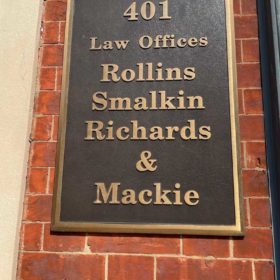 401
Law Offices
Rollins
Smalkin
Richards
&
Mackie